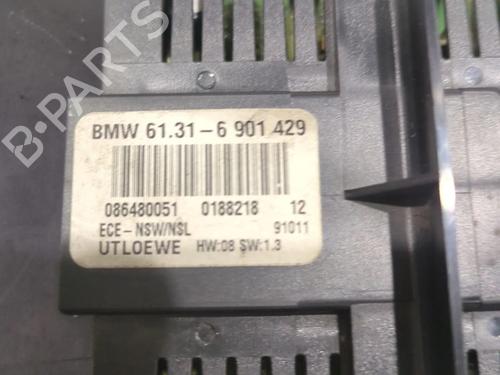 BMW 61.31-6 901 429
086480051 0188218 12
ECE-NSW/NSL 91011
UTLOEWE HW:08 SW:1.3
B-PARTS